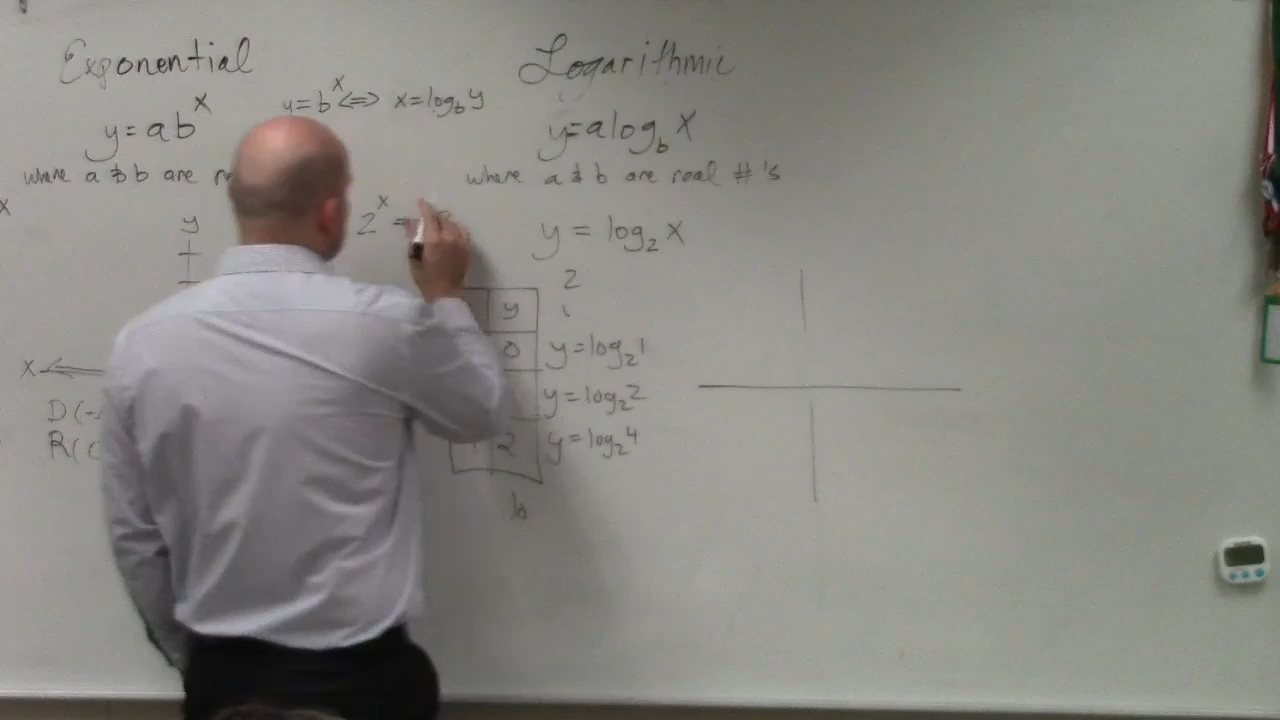 Exponential
y = b^x <=> x = log_b y
y = ab^x
where a & b are
x
y
2^x =
x
D(-
R(
Logarithmic
y = a log_b x
where a & b are real #'s
y = log_2 x
2
1
y
0 y = log_2 1
y = log_2 2
2 y = log_2 4
b